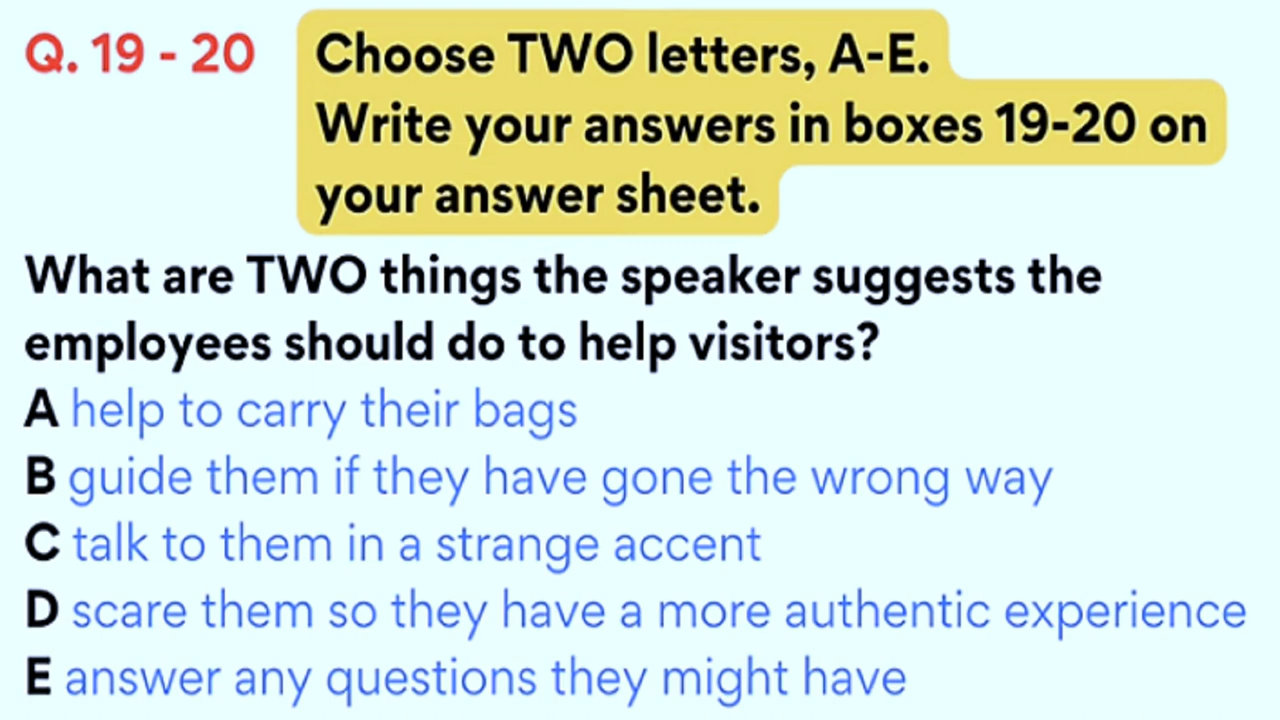 Q. 19 - 20
Choose TWO letters, A-E.
Write your answers in boxes 19-20 on
your answer sheet.
What are TWO things the speaker suggests the
employees should do to help visitors?
A help to carry their bags
B guide them if they have gone the wrong way
C talk to them in a strange accent
D scare them so they have a more authentic experience
E answer any questions they might have